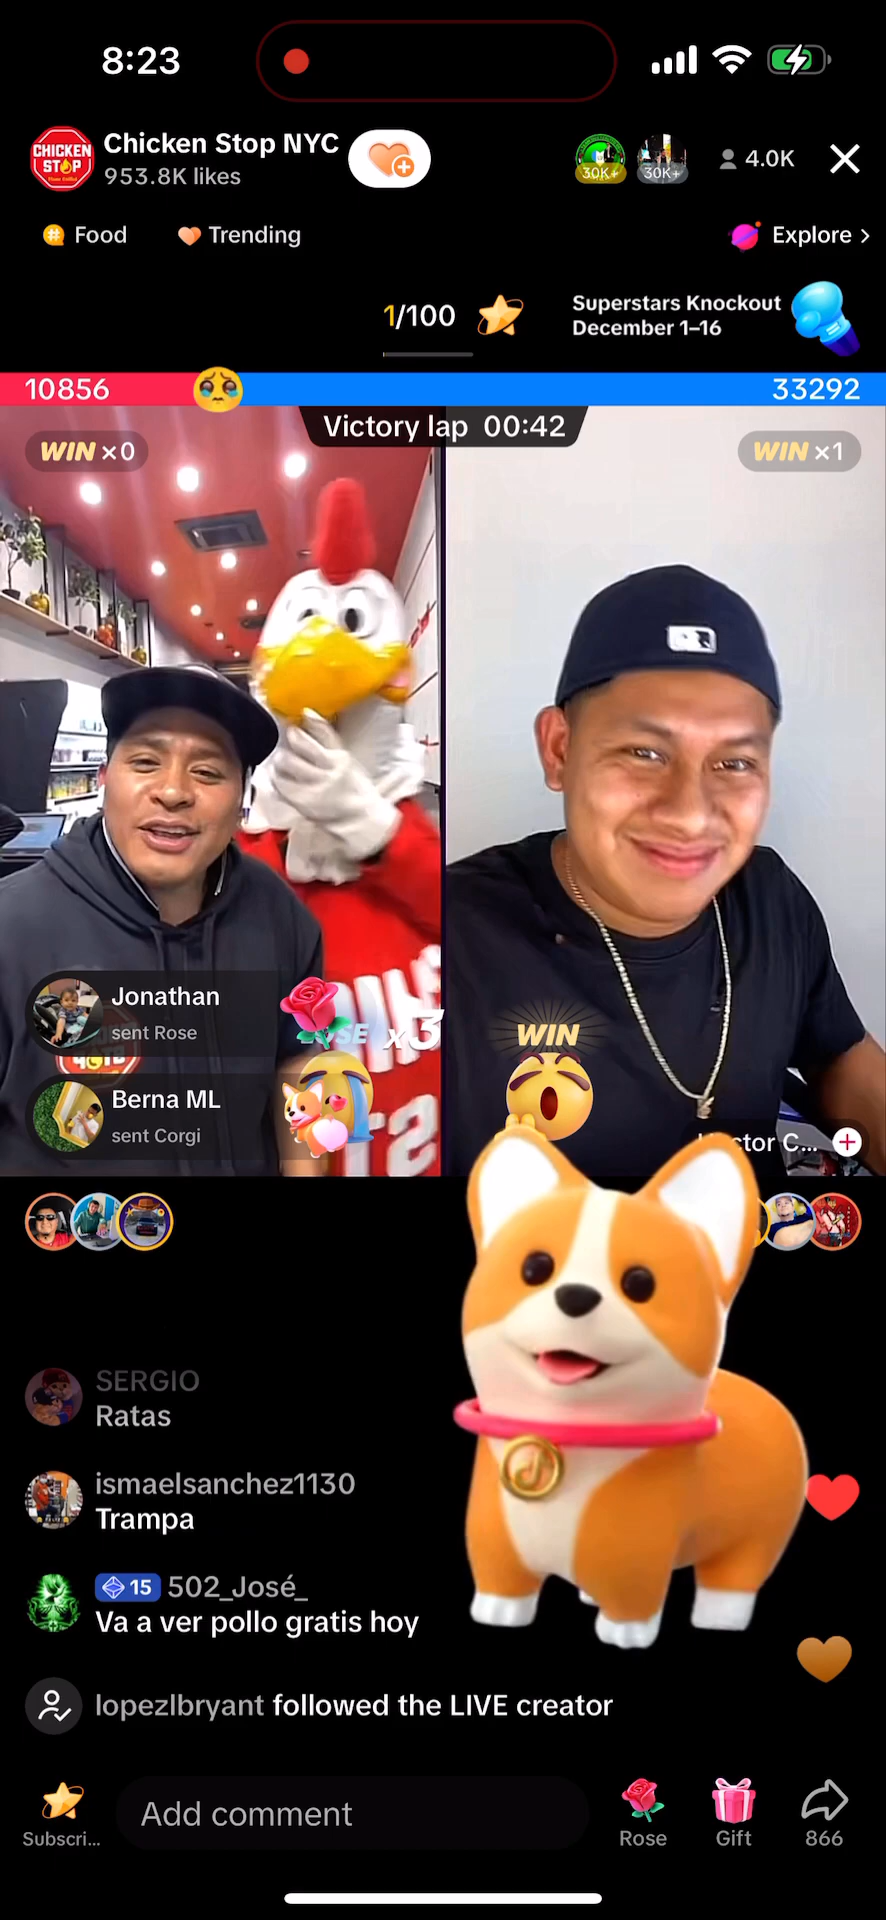 8:23
CHICKEN
STOP
Chicken Stop NYC
953.8K likes
30K+
30K+
4.0K
Food
Trending
Explore
1/100
Superstars Knockout
December 1–16
10856
33292
Victory lap 00:42
WIN x0
WIN x1
Jonathan
sent Rose
x3
WIN
Berna ML
sent Corgi
tor C...
SERGIO
Ratas
ismaelsanchez1130
Trampa
15 502_José_
Va a ver pollo gratis hoy
lopezlbryant followed the LIVE creator
Subscri...
Add comment
Rose
Gift
866